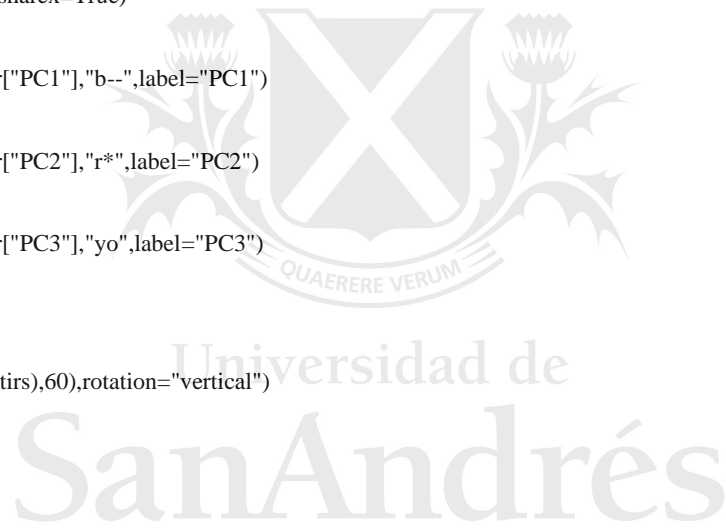 sharex=True)
["PC1"],"b--",label="PC1")
["PC2"],"r*",label="PC2")
["PC3"],"yo",label="PC3")
QUAERERE VERUM
tirs),60),rotation="vertical")
Universidad de
SanAndrés